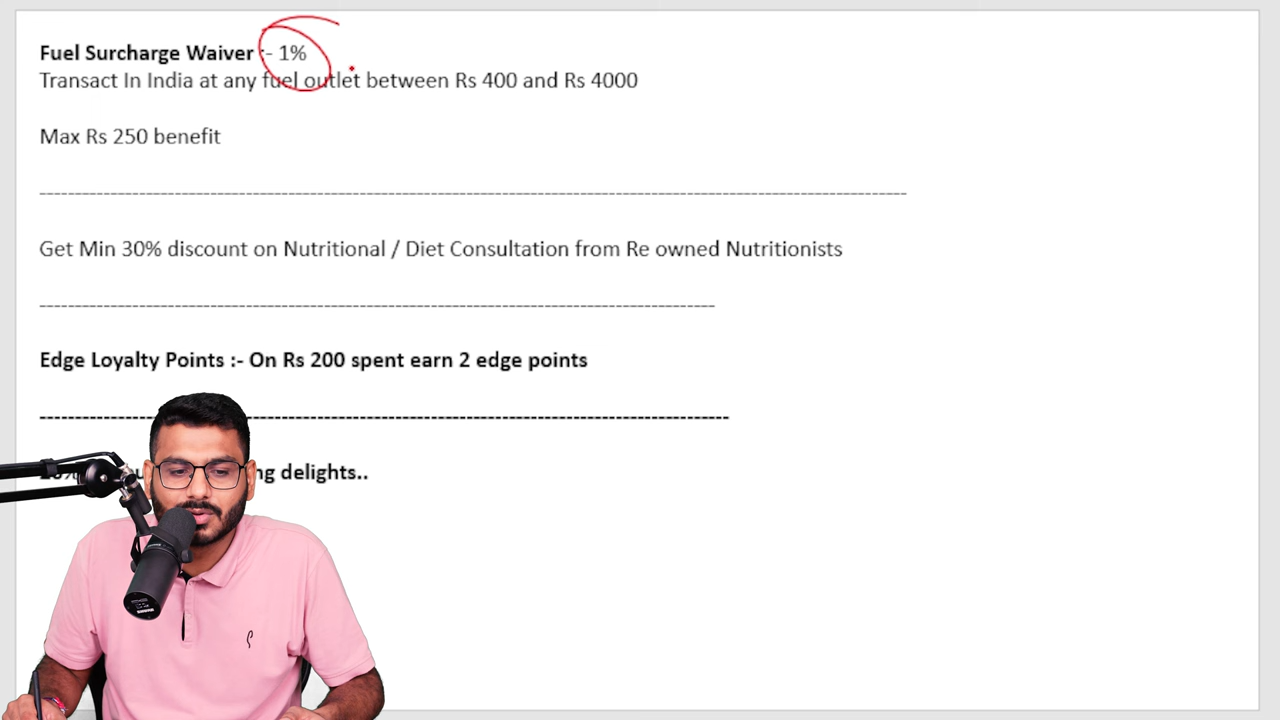 Fuel Surcharge Waiver :- 1%
Transact In India at any fuel outlet between Rs 400 and Rs 4000
Max Rs 250 benefit
Get Min 30% discount on Nutritional / Diet Consultation from Re owned Nutritionists
Edge Loyalty Points :- On Rs 200 spent earn 2 edge points
delights..